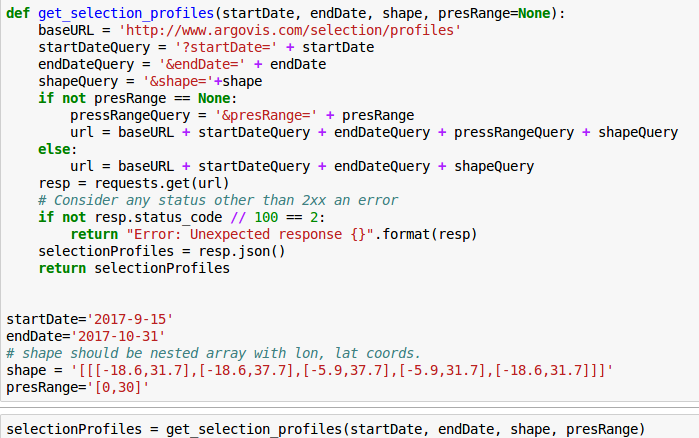 def get_selection_profiles(startDate, endDate, shape, presRange=None):
    baseURL = 'http://www.argovis.com/selection/profiles'
    startDateQuery = '?startDate=' + startDate
    endDateQuery = '&endDate=' + endDate
    shapeQuery = '&shape='+shape
    if not presRange == None:
        pressRangeQuery = '&presRange=' + presRange
        url = baseURL + startDateQuery + endDateQuery + pressRangeQuery + shapeQuery
    else:
        url = baseURL + startDateQuery + endDateQuery + shapeQuery
    resp = requests.get(url)
    # Consider any status other than 2xx an error
    if not resp.status_code // 100 == 2:
        return "Error: Unexpected response {}".format(resp)
    selectionProfiles = resp.json()
    return selectionProfiles
startDate='2017-9-15'
endDate='2017-10-31'
# shape should be nested array with lon, lat coords.
shape = '[[[-18.6,31.7],[-18.6,37.7],[-5.9,37.7],[-5.9,31.7],[-18.6,31.7]]]'
presRange='[0,30]'
selectionProfiles = get_selection_profiles(startDate, endDate, shape, presRange)